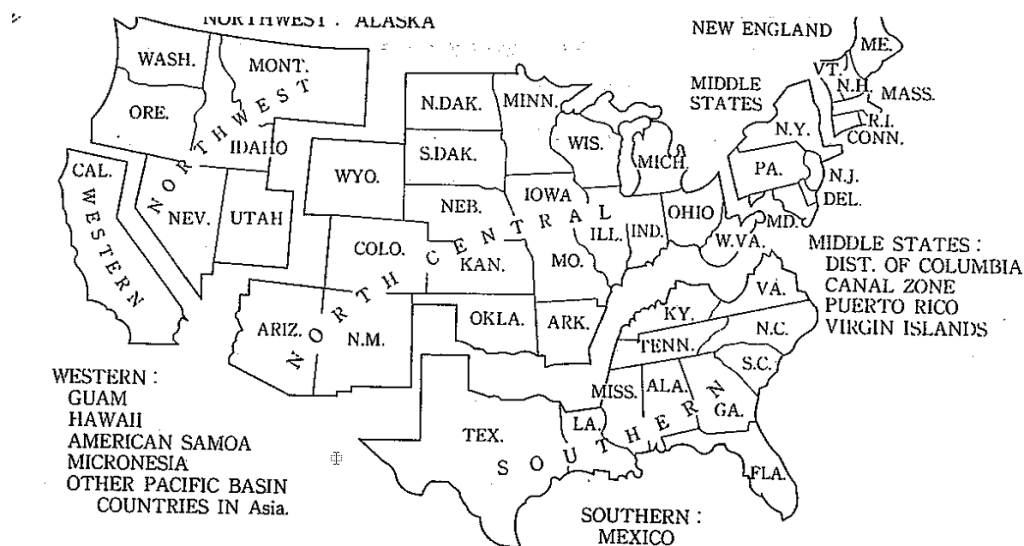 NORTHWEST : ALASKA
NEW ENGLAND
MIDDLE
STATES
WASH.
MONT.
ORE.
IDAHO
NORTHWEST
CAL.
WESTERN
NEV.
UTAH
WYO.
COLO.
ARIZ.
N.M.
N.DAK.
S.DAK.
NEB.
KAN.
OKLA.
MINN.
WIS.
MICH.
IOWA
ILL.
IND.
OHIO
MO.
ARK.
NORTH CENTRAL
ME.
VT.
N.H.
MASS.
R.I.
CONN.
N.Y.
PA.
N.J.
DEL.
MD.
W.VA.
VA.
KY.
N.C.
TENN.
S.C.
MISS.
ALA.
GA.
LA.
TEX.
FLA.
SOUTHERN
MIDDLE STATES :
DIST. OF COLUMBIA
CANAL ZONE
PUERTO RICO
VIRGIN ISLANDS
WESTERN :
GUAM
HAWAII
AMERICAN SAMOA
MICRONESIA
OTHER PACIFIC BASIN
COUNTRIES IN Asia.
SOUTHERN :
MEXICO